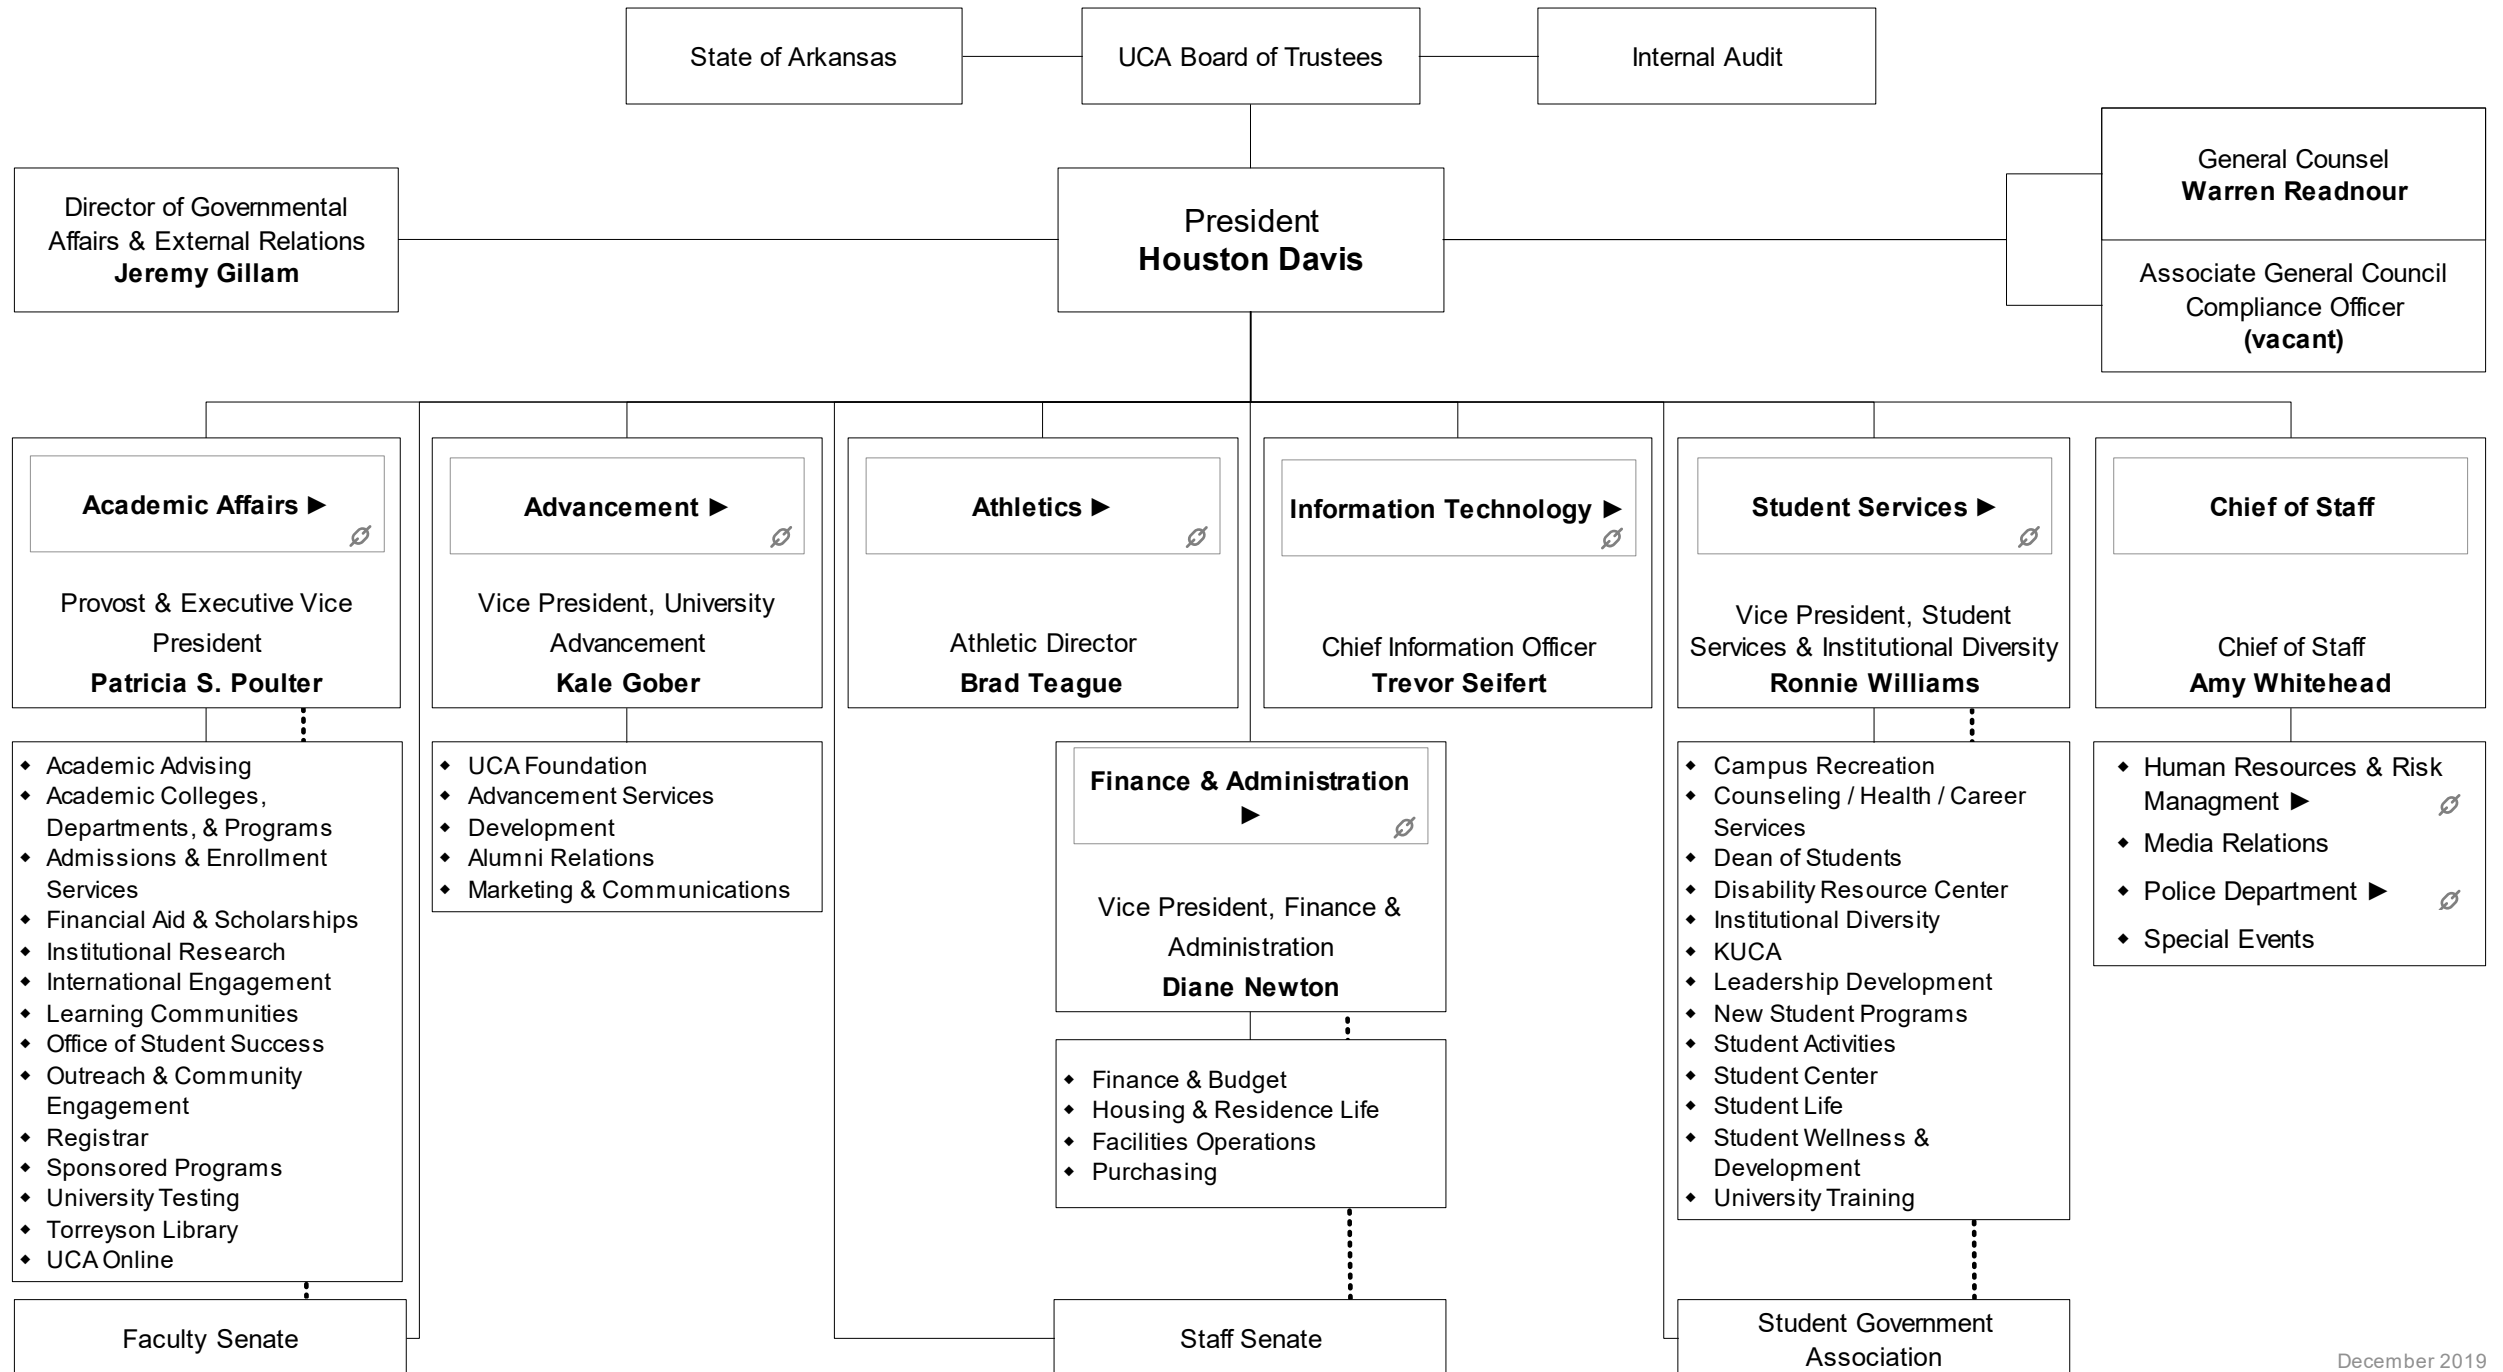 State of Arkansas
UCA Board of Trustees
Internal Audit
Director of Governmental
Affairs & External Relations
Jeremy Gillam
President
Houston Davis
General Counsel
Warren Readnour
Associate General Council
Compliance Officer
(vacant)
Academic Affairs ►
Provost & Executive Vice
President
Patricia S. Poulter
Advancement ►
Vice President, University
Advancement
Kale Gober
Athletics ►
Athletic Director
Brad Teague
Information Technology ►
Chief Information Officer
Trevor Seifert
Student Services ►
Vice President, Student
Services & Institutional Diversity
Ronnie Williams
Chief of Staff
Chief of Staff
Amy Whitehead
◆ Academic Advising
◆ Academic Colleges,
Departments, & Programs
◆ Admissions & Enrollment
Services
◆ Financial Aid & Scholarships
◆ Institutional Research
◆ International Engagement
◆ Learning Communities
◆ Office of Student Success
◆ Outreach & Community
Engagement
◆ Registrar
◆ Sponsored Programs
◆ University Testing
◆ Torreyson Library
◆ UCA Online
◆ UCA Foundation
◆ Advancement Services
◆ Development
◆ Alumni Relations
◆ Marketing & Communications
Finance & Administration
►
Vice President, Finance &
Administration
Diane Newton
◆ Finance & Budget
◆ Housing & Residence Life
◆ Facilities Operations
◆ Purchasing
◆ Campus Recreation
◆ Counseling / Health / Career
Services
◆ Dean of Students
◆ Disability Resource Center
◆ Institutional Diversity
◆ KUCA
◆ Leadership Development
◆ New Student Programs
◆ Student Activities
◆ Student Center
◆ Student Life
◆ Student Wellness &
Development
◆ University Training
◆ Human Resources & Risk
Managment ►
◆ Media Relations
◆ Police Department ►
◆ Special Events
Faculty Senate
Staff Senate
Student Government
Association
December 2019